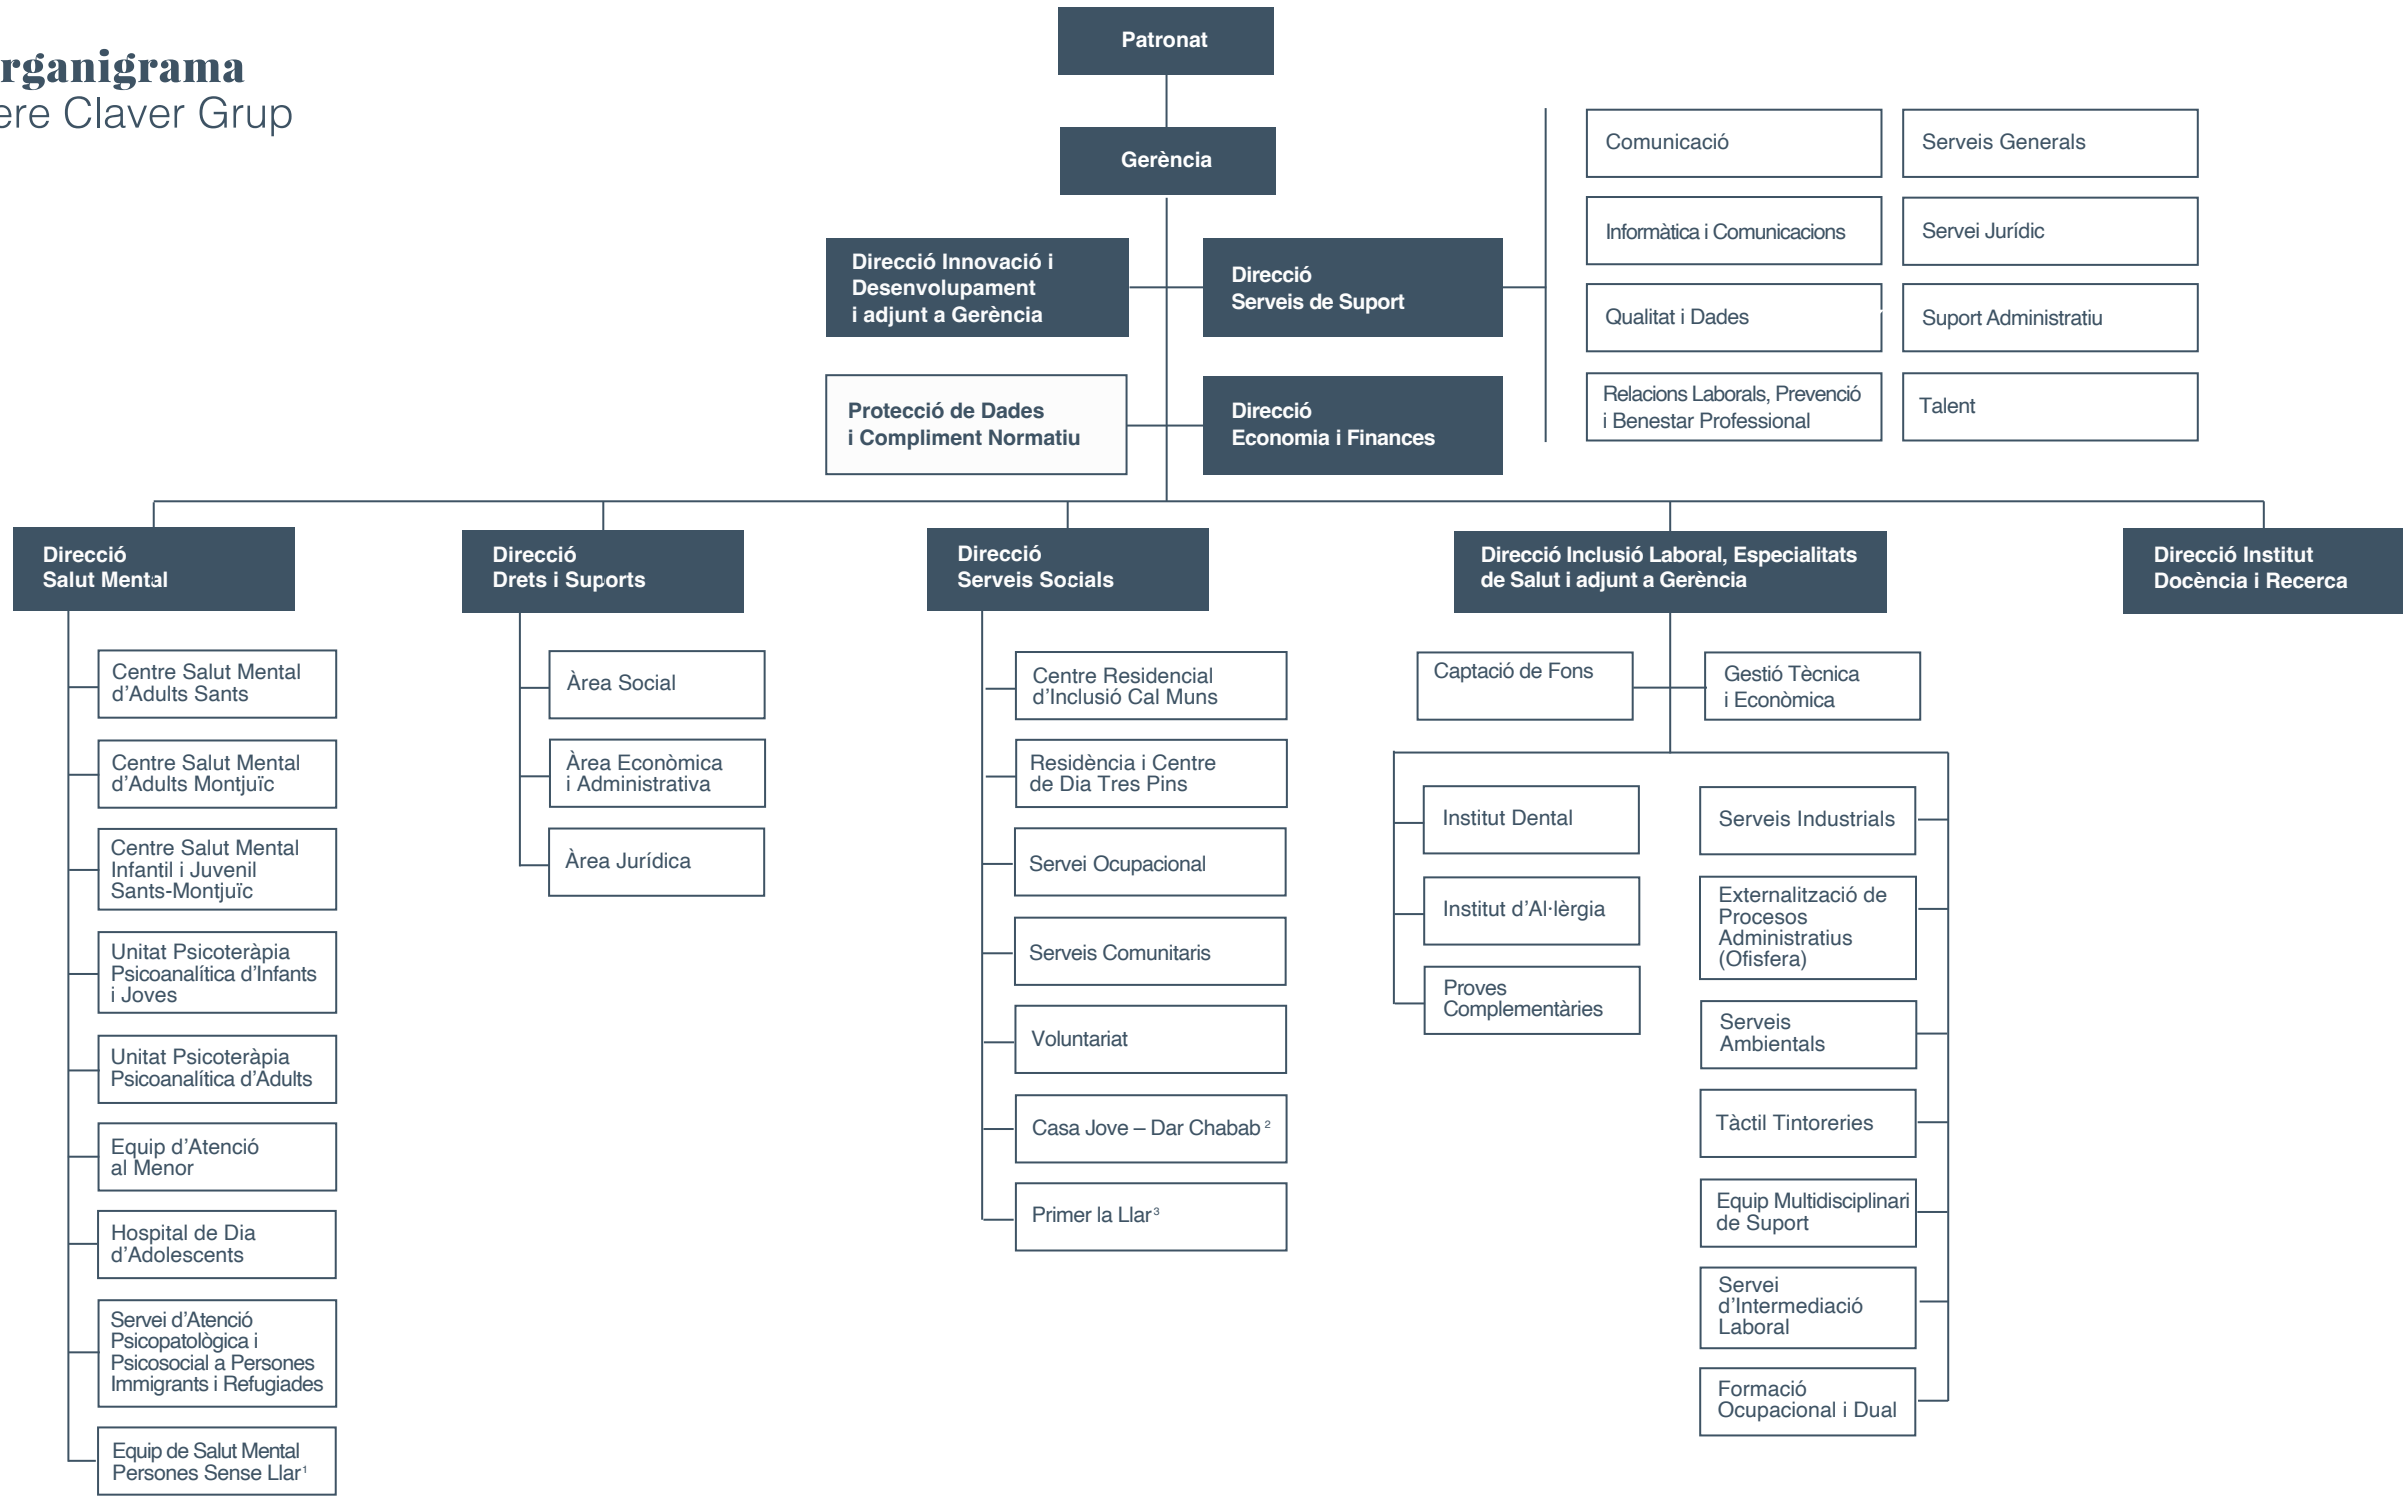 rganigrama
ere Claver Grup
Patronat
Gerència
Direcció Innovació i
Desenvolupament
i adjunt a Gerència
Direcció
Serveis de Suport
Protecció de Dades
i Compliment Normatiu
Direcció
Economia i Finances
Comunicació
Serveis Generals
Informàtica i Comunicacions
Servei Jurídic
Qualitat i Dades
Suport Administratiu
Relacions Laborals, Prevenció
i Benestar Professional
Talent
Direcció
Salut Mental
Centre Salut Mental
d’Adults Sants
Centre Salut Mental
d’Adults Montjuïc
Centre Salut Mental
Infantil i Juvenil
Sants-Montjuïc
Unitat Psicoteràpia
Psicoanalítica d’Infants
i Joves
Unitat Psicoteràpia
Psicoanalítica d’Adults
Equip d’Atenció
al Menor
Hospital de Dia
d’Adolescents
Servei d’Atenció
Psicopatològica i
Psicosocial a Persones
Immigrants i Refugiades
Equip de Salut Mental
Persones Sense Llar¹
Direcció
Drets i Suports
Àrea Social
Àrea Econòmica
i Administrativa
Àrea Jurídica
Direcció
Serveis Socials
Centre Residencial
d’Inclusió Cal Muns
Residència i Centre
de Dia Tres Pins
Servei Ocupacional
Serveis Comunitaris
Voluntariat
Casa Jove – Dar Chabab ²
Primer la Llar³
Direcció Inclusió Laboral, Especialitats
de Salut i adjunt a Gerència
Captació de Fons
Gestió Tècnica
i Econòmica
Institut Dental
Institut d’Al·lèrgia
Proves
Complementàries
Serveis Industrials
Externalització de
Procesos
Administratius
(Ofisfera)
Serveis
Ambientals
Tàctil Tintoreries
Equip Multidisciplinari
de Suport
Servei
d’Intermediació
Laboral
Formació
Ocupacional i Dual
Direcció Institut
Docència i Recerca